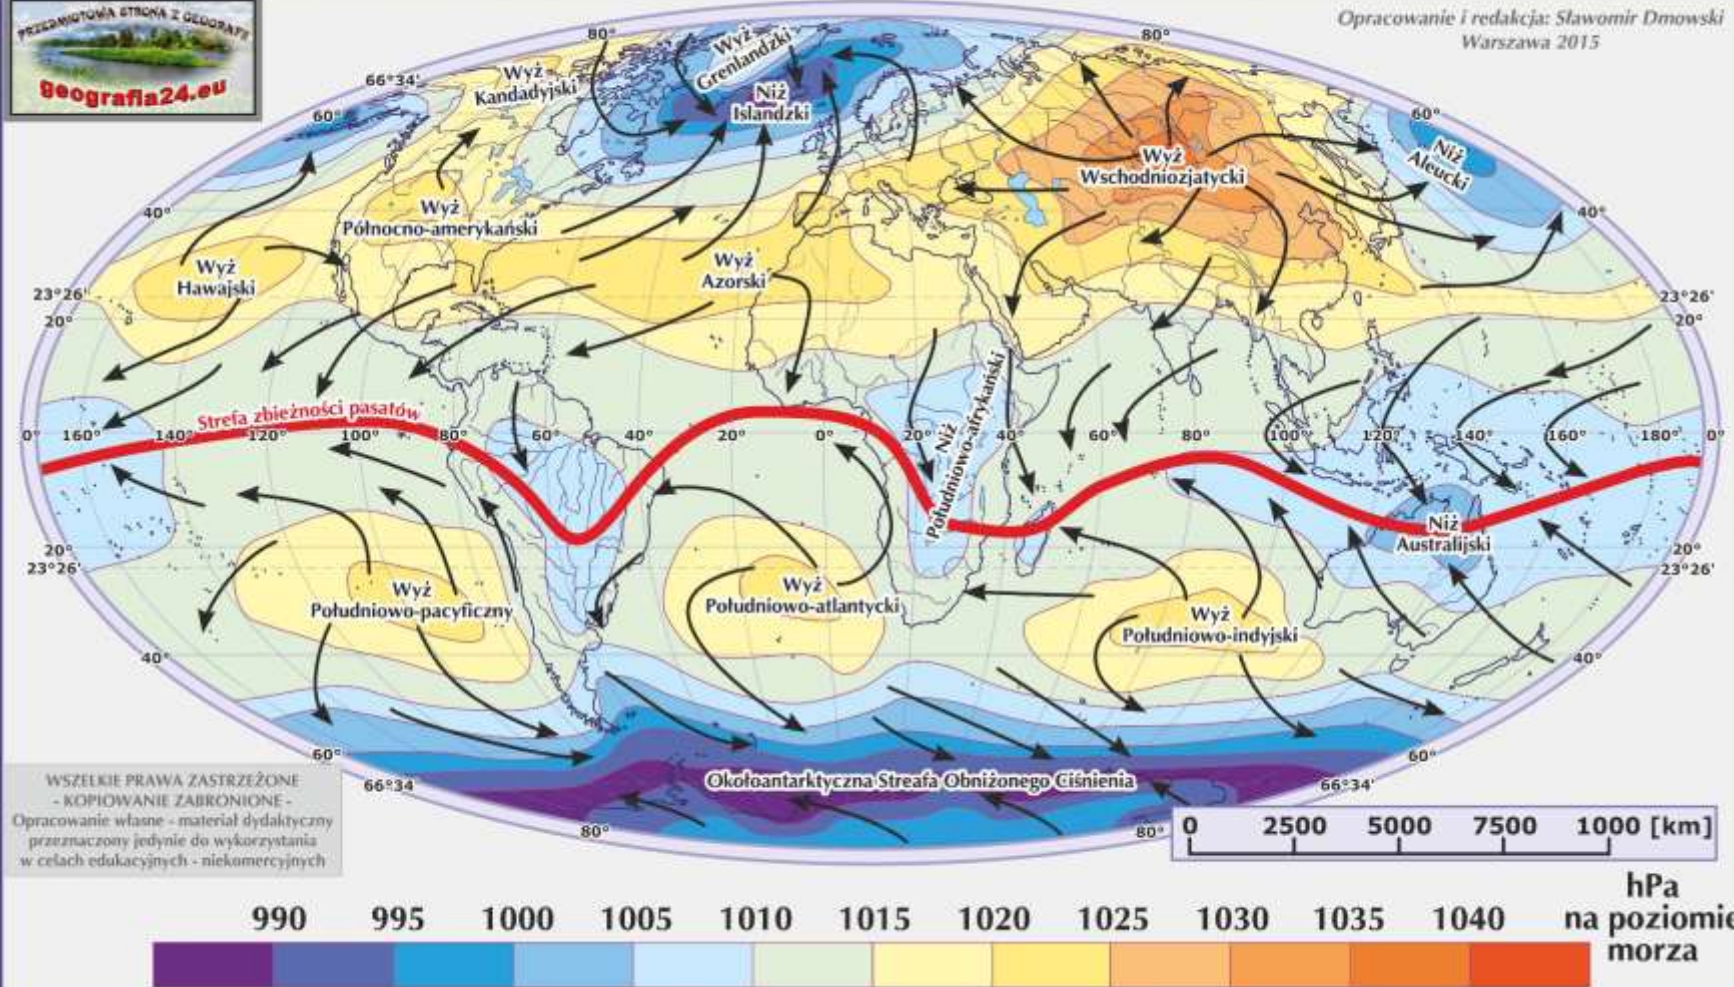 PRZEDMIOTOWA STRONA Z GEOGRAFII
geografia24.eu
Opracowanie i redakcja: Sławomir Dmowski
Warszawa 2015
80°
80°
66°34'
60°
60°
40°
40°
23°26'
20°
23°26'
20°
Wyż
Kandadyjski
Wyż
Grenlandzki
Niż
Islandzki
Wyż
Wschodniozjatycki
Niż
Aleucki
Wyż
Północno-amerykański
Wyż
Hawajski
Wyż
Azorski
Strefa zbieżności pasatów
Niż
Południowo-afrykański
0° 160° 140° 120° 100° 80° 60° 40° 20° 0° 20° 40° 60° 80° 100° 120° 140° 160° 180° 0°
Niż
Australijski
20°
23°26'
20°
23°26'
Wyż
Południowo-pacyficzny
Wyż
Południowo-atlantycki
Wyż
Południowo-indyjski
40°
40°
60°
60°
66°34
66°34'
80°
80°
Okołoantarktyczna Streafa Obniżonego Ciśnienia
WSZELKIE PRAWA ZASTRZEŻONE
- KOPIOWANIE ZABRONIONE -
Opracowanie własne - materiał dydaktyczny
przeznaczony jedynie do wykorzystania
w celach edukacyjnych - niekomercyjnych
0 2500 5000 7500 1000 [km]
990 995 1000 1005 1010 1015 1020 1025 1030 1035 1040
hPa
na poziomie
morza